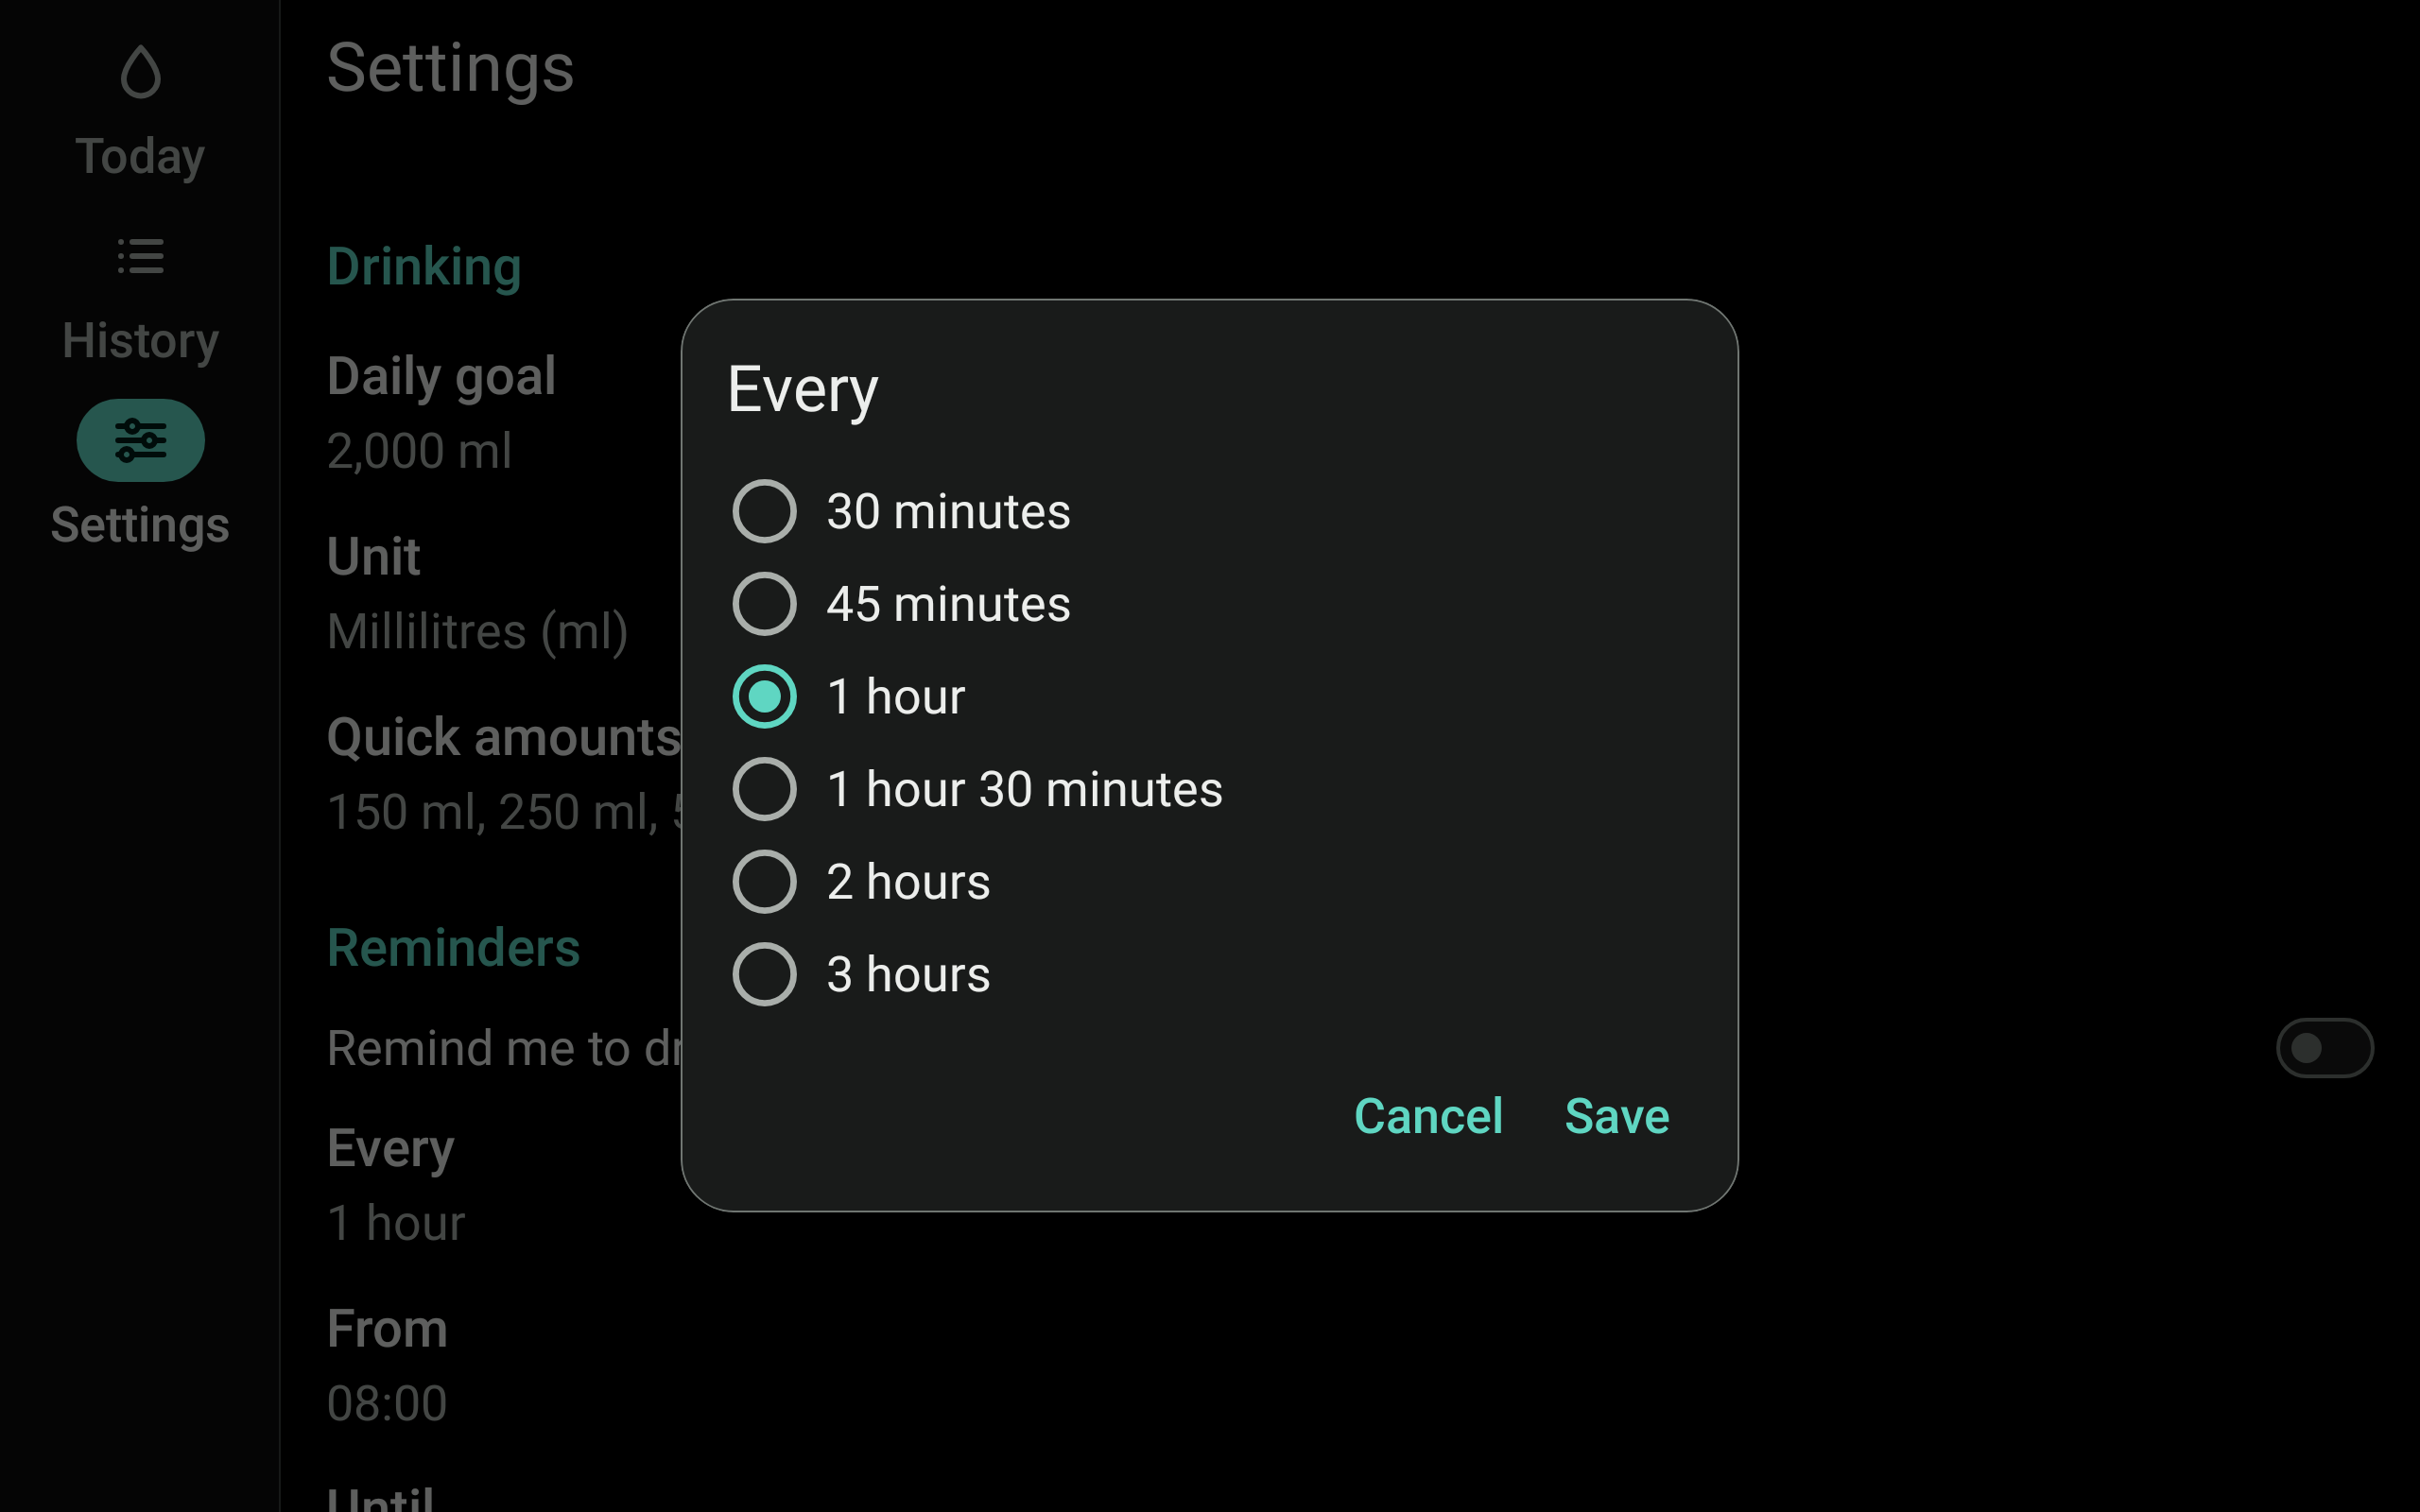 Today
History
Settings
Settings
Drinking
Daily goal
2,000 ml
Unit
Millilitres (ml)
Quick amounts
150 ml, 250 ml,
Reminders
Remind me to
Every
1 hour
From
08:00
Until
Every
30 minutes
45 minutes
1 hour
1 hour 30 minutes
2 hours
3 hours
Cancel
Save